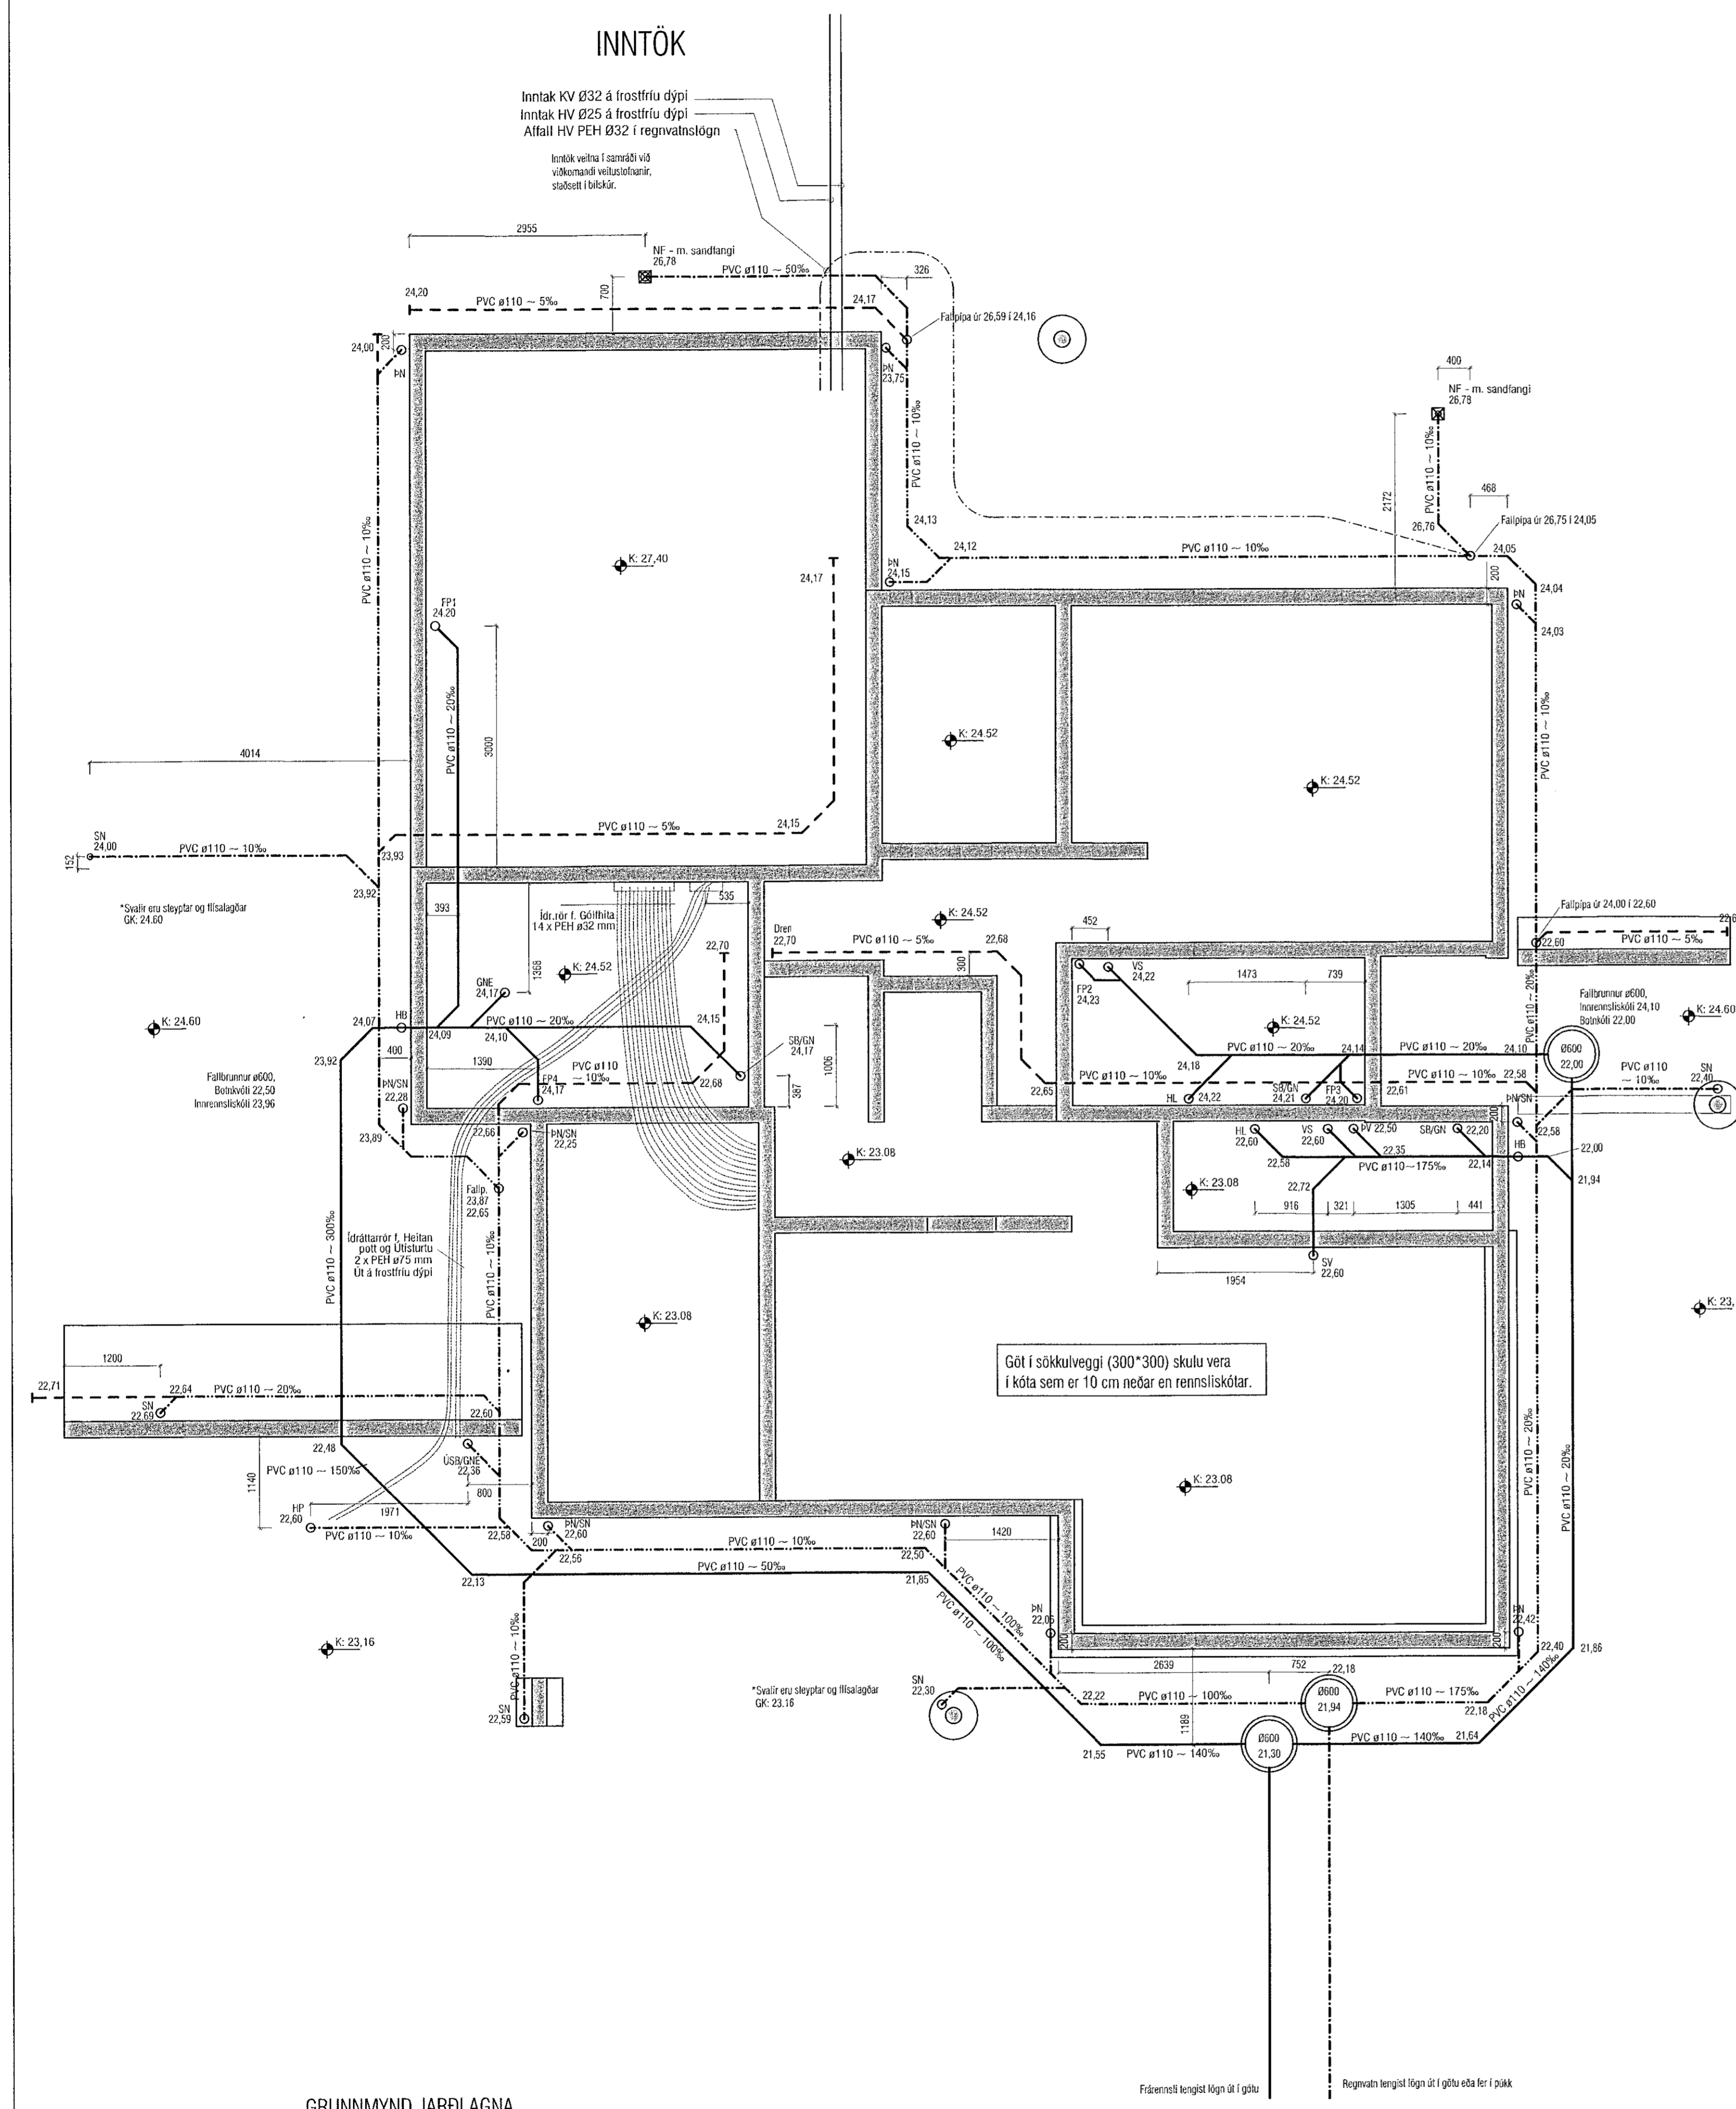 INNTÖK
Inntak KV Ø32 á frostfríu dýpi
Inntak HV Ø25 á frostfríu dýpi
Affall HV PEH Ø32 í regnvatnslögn
Inntök veitna í samráði við
viðkomandi veitustofnanir,
staðsett í bílskúr.
2955
NF - m. sandfangi
26,78
PVC ø110 ~ 50‰
326
700
24,20
PVC ø110 ~ 5‰
24,17
Fallpípa úr 26,59 í 24,16
200
24,00
ÞN
ÞN
23,75
PVC ø110 ~ 10‰
400
NF - m. sandfangi
26,78
PVC ø110 ~ 10‰
2172
468
26,76
Fallpípa úr 26,75 í 24,05
24,13
24,12
PVC ø110 ~ 10‰
24,05
PVC ø110 ~ 10‰
K: 27,40
24,17
ÞN
24,15
200
24,04
ÞN
24,03
FP1
24.20
3000
PVC ø110 ~ 20‰
PVC ø110 ~ 10‰
K: 24.52
4014
K: 24.52
SN
24,00
152
PVC ø110 ~ 10‰
PVC ø110 ~ 5‰
24,15
23,93
23,92
*Svalir eru steyptar og flísalagðar
GK: 24.60
393
Ídr.rör f. Gólfhita
14 x PEH ø32 mm
535
1368
K: 24.52
22,70
Dren
22,70
PVC ø110 ~ 5‰
22,68
K: 24.52
300
452
Fallpípa úr 24,00 í 22,60
22,60
PVC ø110 ~ 5‰
FP2
24,23
VS
24,22
1473
739
PVC ø110 ~ 20‰
Fallbrunnur ø600,
Innrennsliskóti 24,10
Botnkóti 22,00
K: 24.60
GNE
24,17
K: 24.60
24,07
HB
24,09
PVC ø110 ~ 20‰
24,10
24,15
K: 24.52
SB/GN
24,17
1006
387
24,18
PVC ø110 ~ 20‰
24,14
PVC ø110 ~ 20‰
24,10
Ø600
22,00
23,92
400
1390
PVC ø110
~ 10‰
22,68
22,65
PVC ø110 ~ 10‰
22,61
PVC ø110 ~ 10‰
22,58
PVC ø110
~ 10‰
SN
22,40
Fallbrunnur ø600,
Botnkóti 22,50
Innrennsliskóti 23,96
ÞN/SN
22,28
FP4
24,17
HL
24,22
SB/GN
24,21
FP3
24.20
200
ÞN/SN
22,58
23,89
22,66
ÞN/SN
22,25
K: 23.08
HL
22,60
VS
22,60
ÞV 22,50
SB/GN
22,20
HB
22,00
22,58
22,35
PVC ø110~175‰
22,14
21,94
22,72
K: 23.08
Fallp.
23,87
22,65
916
321
1305
441
SV
22,60
1954
PVC ø110 ~ 300‰
Ídráttarrör f. Heitan
pott og Útisturtu
2 x PEH ø75 mm
Út á frostfríu dýpi
PVC ø110 ~ 10‰
K: 23.08
1200
Göt í sökkulveggi (300*300) skulu vera
í kóta sem er 10 cm neðar en rennsliskótar.
22,71
22,64
PVC ø110 ~ 20‰
SN
22,69
22,60
22,48
ÚSB/GNE
22,36
PVC ø110 ~ 150‰
1140
800
K: 23.08
PVC ø110 ~ 20‰
PVC ø110 ~ 20‰
HP
22,60
1971
PVC ø110 ~ 10‰
22,58
200
ÞN/SN
22,60
22,56
PVC ø110 ~ 10‰
ÞN/SN
22,60
1420
22,50
22,13
PVC ø110 ~ 50‰
21,85
PVC ø110 ~ 100‰
PVC ø110 ~ 100‰
PVC ø110 ~ 10‰
ÞN
22,06
ÞN
22,42
K: 23,16
200
200
22,40
21,86
2639
752
22,18
SN
22,59
*Svalir eru steyptar og flísalagðar
GK: 23.16
SN
22,30
22,22
PVC ø110 ~ 100‰
Ø600
21,94
PVC ø110 ~ 175‰
22,18
PVC ø110 ~ 140‰
1189
21,55
PVC ø110 ~ 140‰
Ø600
21,30
PVC ø110 ~ 140‰
21,64
Frárennsli tengist lögn út í götu
Regnvatn tengist lögn út í götu eða fer í púkk
GRUNNMYND JARÐLAGNA